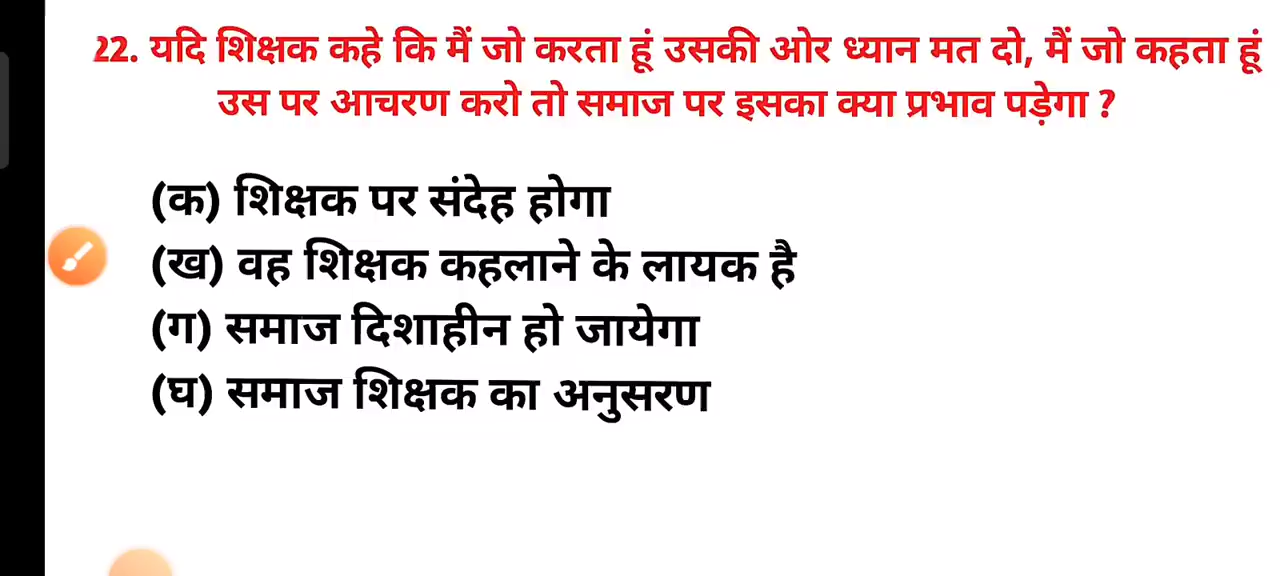 22. यदि शिक्षक कहे कि मैं जो करता हूं उसकी ओर ध्यान मत दो, मैं जो कहता हूं
उस पर आचरण करो तो समाज पर इसका क्या प्रभाव पड़ेगा ?
(क) शिक्षक पर संदेह होगा
(ख) वह शिक्षक कहलाने के लायक है
(ग) समाज दिशाहीन हो जायेगा
(घ) समाज शिक्षक का अनुसरण